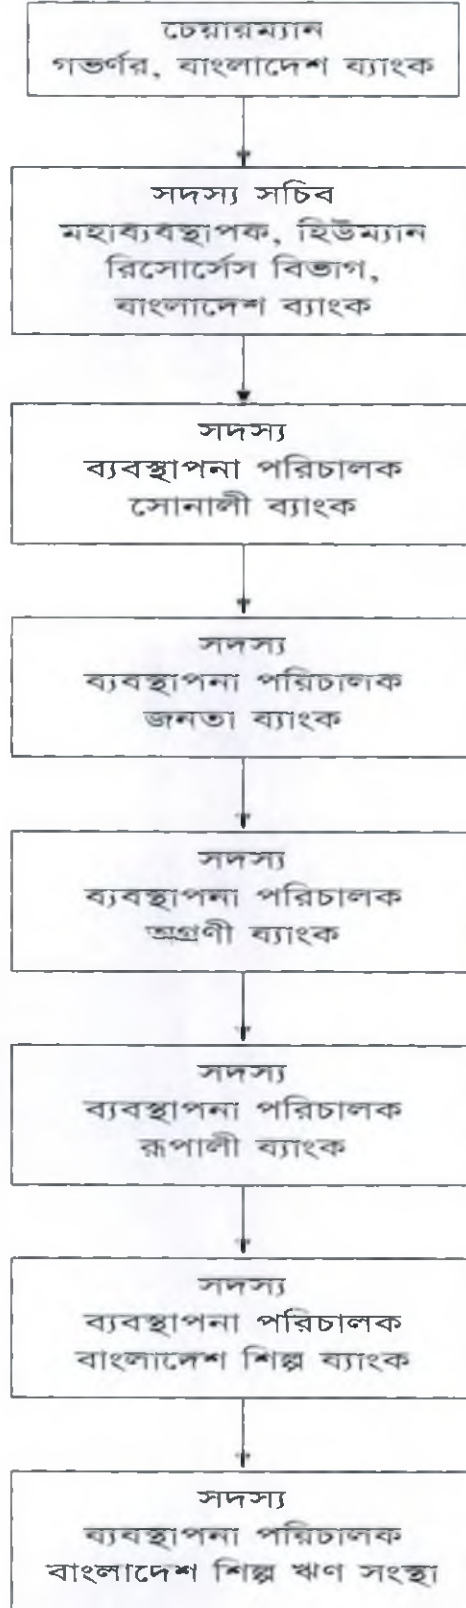 চেয়ারম্যান
গভর্ণর, বাংলাদেশ ব্যাংক
সদস্য সচিব
মহাব্যবস্থাপক, হিউম্যান
রিসোর্সেস বিভাগ,
বাংলাদেশ ব্যাংক
সদস্য
ব্যবস্থাপনা পরিচালক
সোনালী ব্যাংক
সদস্য
ব্যবস্থাপনা পরিচালক
জনতা ব্যাংক
সদস্য
ব্যবস্থাপনা পরিচালক
অগ্রণী ব্যাংক
সদস্য
ব্যবস্থাপনা পরিচালক
রূপালী ব্যাংক
সদস্য
ব্যবস্থাপনা পরিচালক
বাংলাদেশ শিল্প ব্যাংক
সদস্য
ব্যবস্থাপনা পরিচালক
বাংলাদেশ শিল্প ঋণ সংস্থা